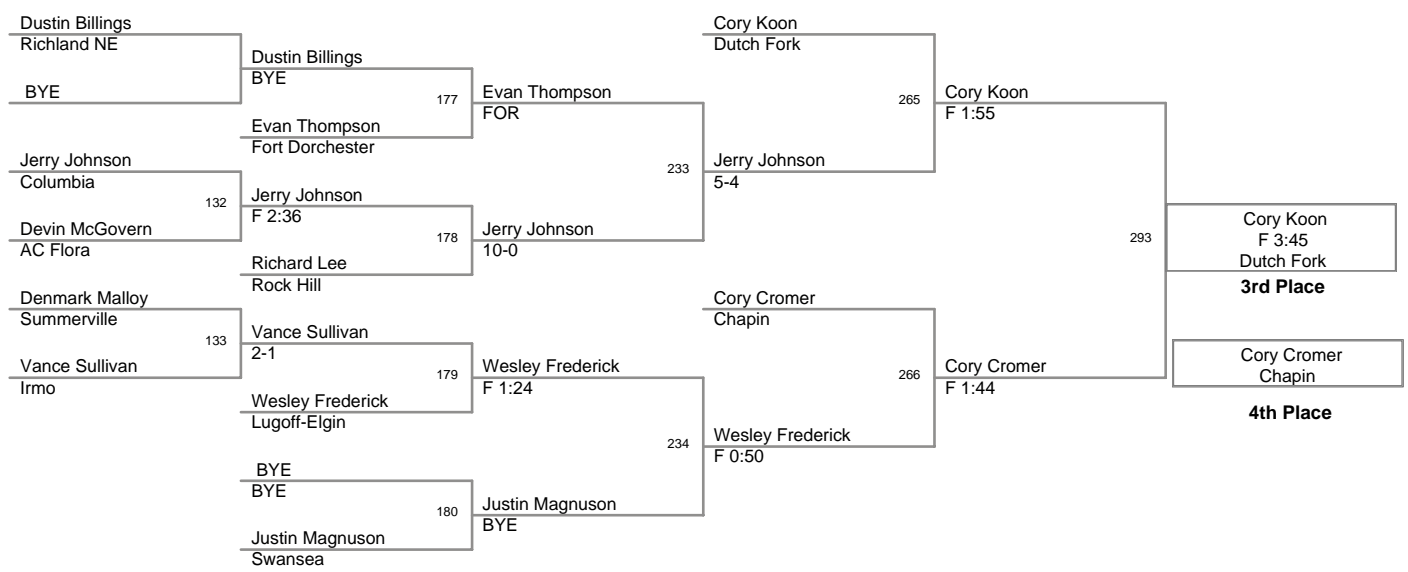 Dustin Billings
Richland NE
BYE
Jerry Johnson
Columbia
Devin McGovern
AC Flora
Denmark Malloy
Summerville
Vance Sullivan
Irmo
132
133
Dustin Billings
BYE
Evan Thompson
Fort Dorchester
Jerry Johnson
F 2:36
Richard Lee
Rock Hill
Vance Sullivan
2-1
Wesley Frederick
Lugoff-Elgin
BYE
BYE
Justin Magnuson
Swansea
177
178
179
180
Evan Thompson
FOR
Jerry Johnson
10-0
Wesley Frederick
F 1:24
Justin Magnuson
BYE
233
234
Cory Koon
Dutch Fork
Jerry Johnson
5-4
Cory Cromer
Chapin
Wesley Frederick
F 0:50
265
266
Cory Koon
F 1:55
Cory Cromer
F 1:44
293
Cory Koon
F 3:45
Dutch Fork
3rd Place
Cory Cromer
Chapin
4th Place